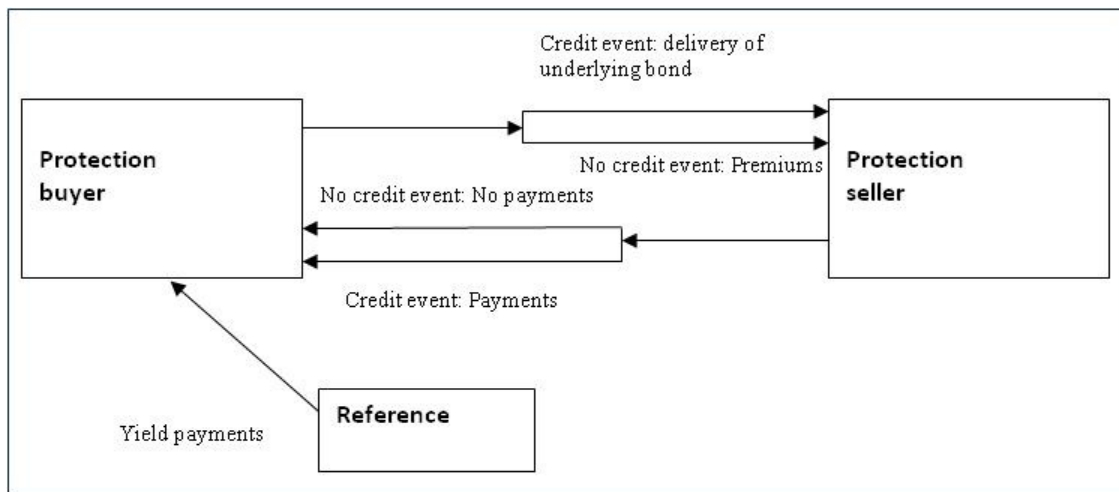 Credit event: delivery of
underlying bond
Protection
buyer
Protection
seller
No credit event: Premiums
No credit event: No payments
Credit event: Payments
Reference
Yield payments